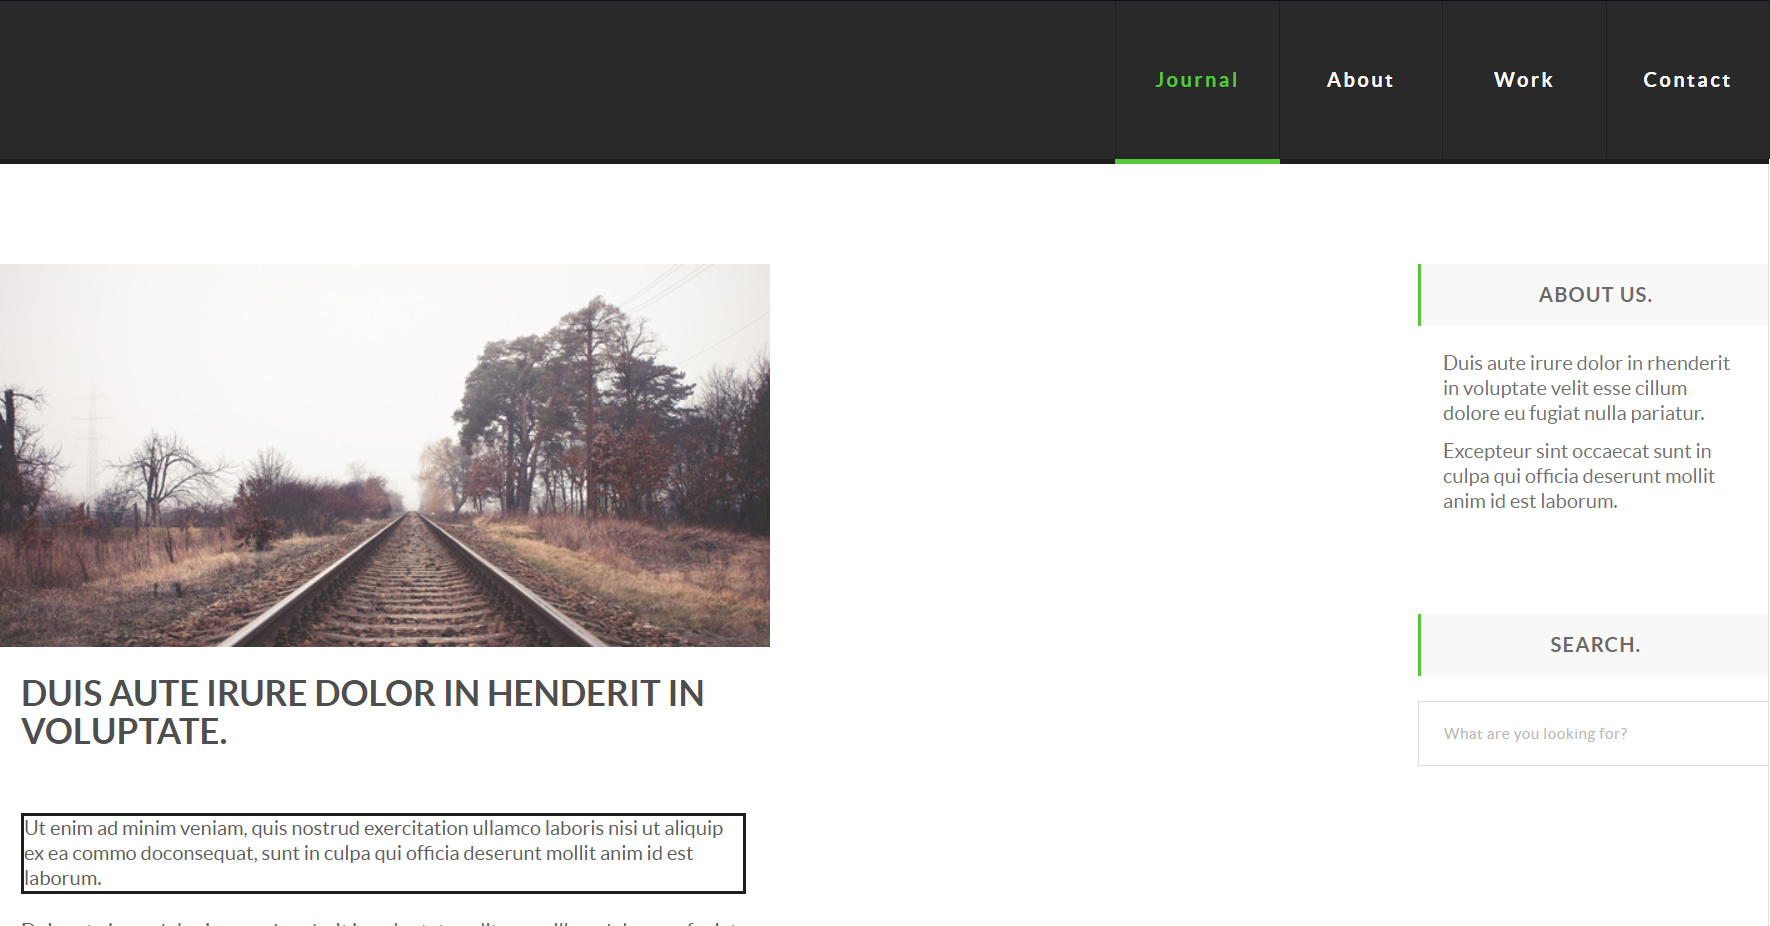 Journal
About
Work
Contact
DUIS AUTE IRURE DOLOR IN HENDERIT IN
VOLUPTATE.
Ut enim ad minim veniam, quis nostrud exercitation ullamco laboris nisi ut aliquip
ex ea commo doconsequat, sunt in culpa qui officia deserunt mollit anim id est
laborum.
ABOUT US.
Duis aute irure dolor in rhenderit
in voluptate velit esse cillum
dolore eu fugiat nulla pariatur.
Excepteur sint occaecat sunt in
culpa qui officia deserunt mollit
anim id est laborum.
SEARCH.
What are you looking for?